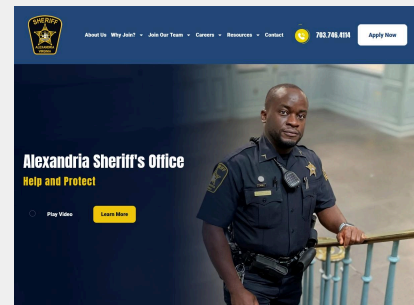 SHERIFF
ALEXANDRIA
VIRGINIA
About Us Why Join? Join Our Team Careers Resources Contact 703.746.4114 Apply Now
Alexandria Sheriff's Office
Help and Protect
Play Video Learn More